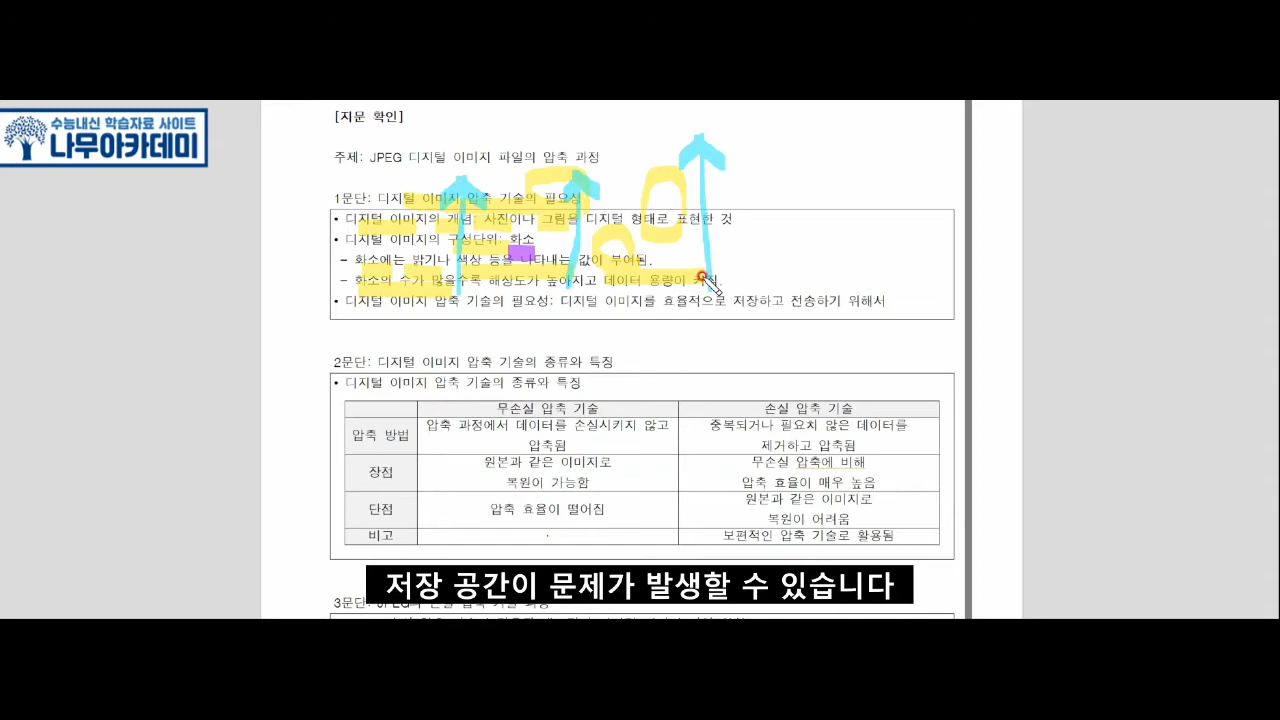 수능내신 학습자료 사이트
나무아카데미
[지문 확인]
주제: JPEG 디지털 이미지 파일의 압축 과정
1문단: 디지털 이미지 압축 기술의 필요성
• 디지털 이미지의 개념: 사진이나 그림을 디지털 형태로 표현한 것
• 디지털 이미지의 구성단위: 화소
- 화소에는 밝기나 색상 등을 나타내는 값이 부여됨.
- 화소의 수가 많을수록 해상도가 높아지고 데이터 용량이 커짐.
• 디지털 이미지 압축 기술의 필요성: 디지털 이미지를 효율적으로 저장하고 전송하기 위해서
2문단: 디지털 이미지 압축 기술의 종류와 특징
• 디지털 이미지 압축 기술의 종류와 특징
무손실 압축 기술 손실 압축 기술
압축 방법 압축 과정에서 데이터를 손실시키지 않고 압축됨 중복되거나 필요치 않은 데이터를 제거하고 압축됨
장점 원본과 같은 이미지로 복원이 가능함 무손실 압축에 비해 압축 효율이 매우 높음
단점 압축 효율이 떨어짐 원본과 같은 이미지로 복원이 어려움
비고 · 보편적인 압축 기술로 활용됨
저장 공간이 문제가 발생할 수 있습니다
3문단: